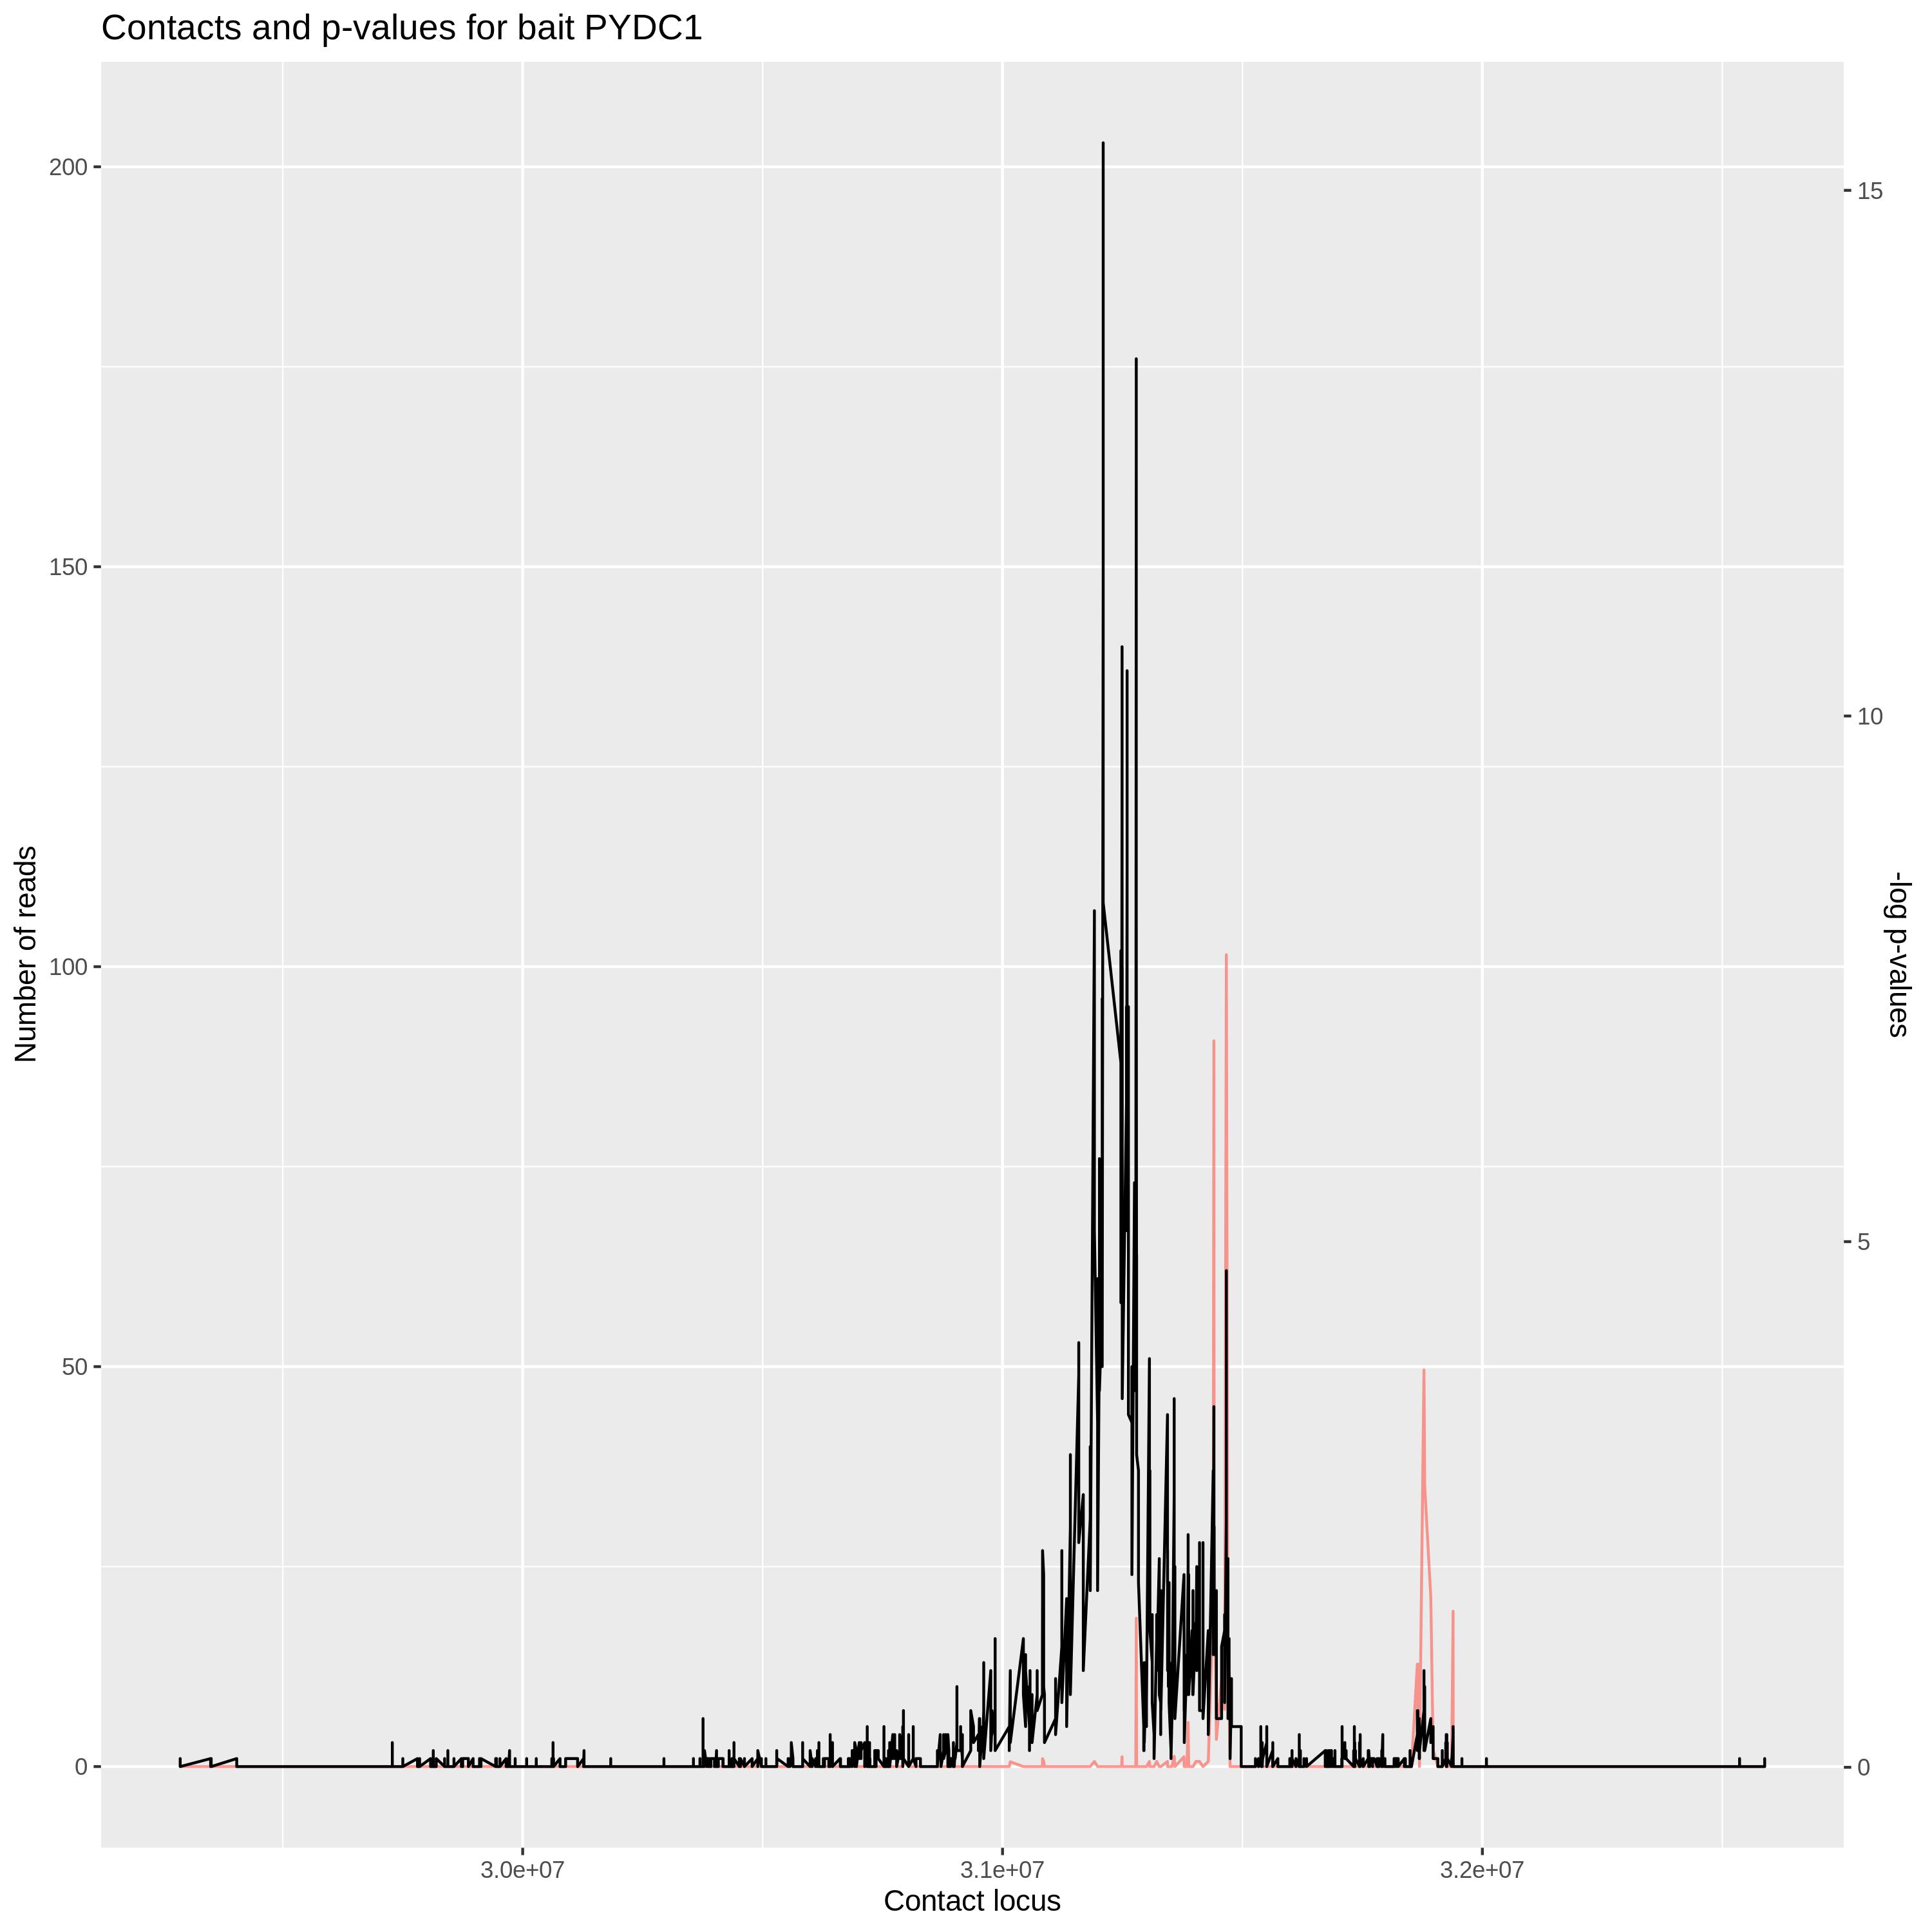 Contacts and p-values for bait PYDC1
200
150
100
50
0
Number of reads
15
10
5
0
-log p-values
3.0e+07
3.1e+07
3.2e+07
Contact locus